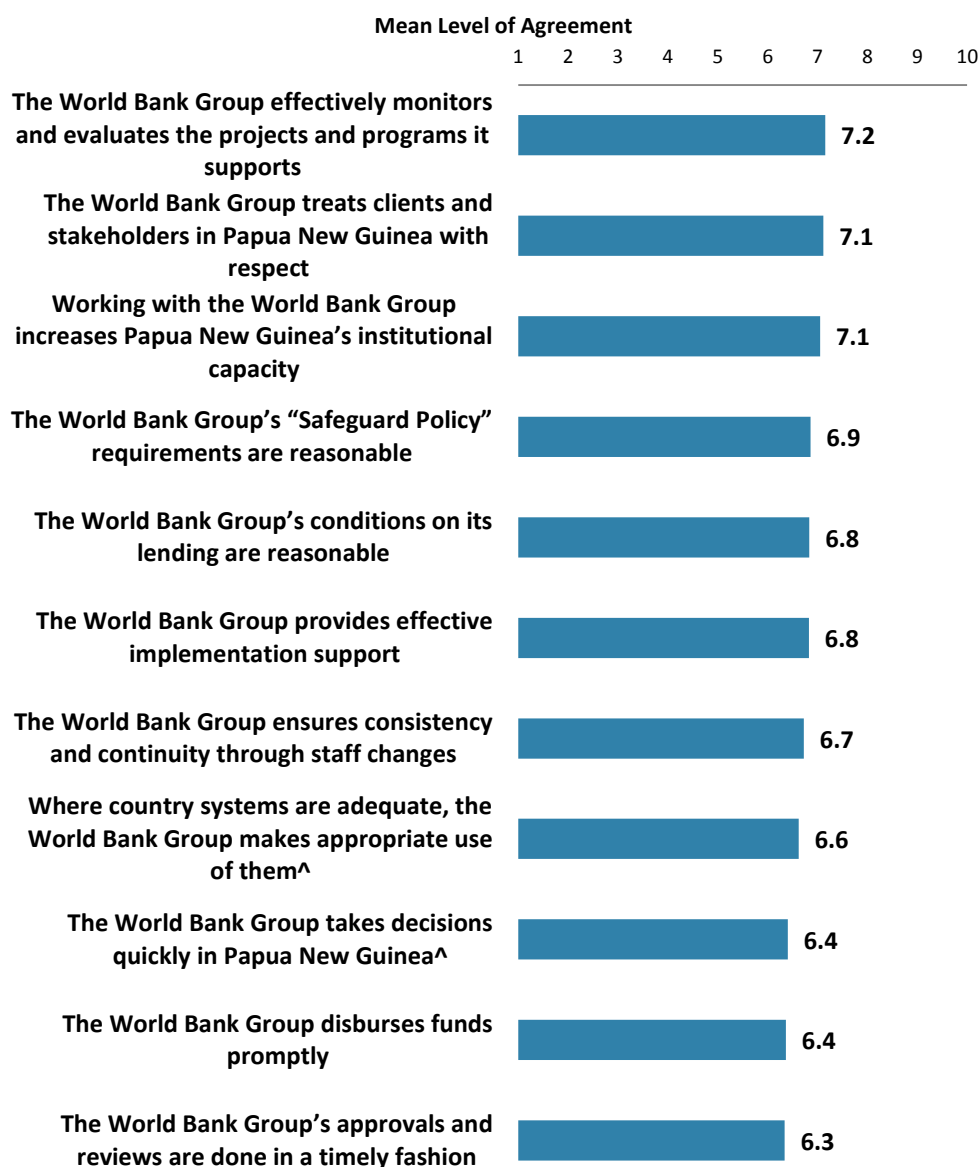 Mean Level of Agreement
1 2 3 4 5 6 7 8 9 10
The World Bank Group effectively monitors
and evaluates the projects and programs it
supports
7.2
The World Bank Group treats clients and
stakeholders in Papua New Guinea with
respect
7.1
Working with the World Bank Group
increases Papua New Guinea’s institutional
capacity
7.1
The World Bank Group’s “Safeguard Policy”
requirements are reasonable
6.9
The World Bank Group’s conditions on its
lending are reasonable
6.8
The World Bank Group provides effective
implementation support
6.8
The World Bank Group ensures consistency
and continuity through staff changes
6.7
Where country systems are adequate, the
World Bank Group makes appropriate use
of them^
6.6
The World Bank Group takes decisions
quickly in Papua New Guinea^
6.4
The World Bank Group disburses funds
promptly
6.4
The World Bank Group’s approvals and
reviews are done in a timely fashion
6.3